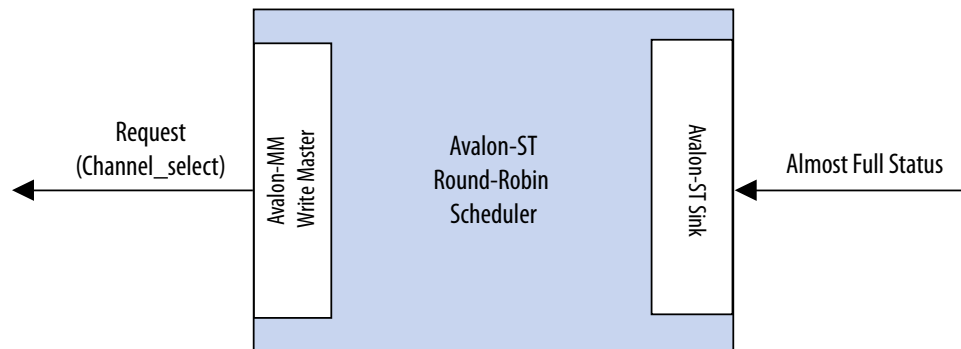 Request
(Channel_select)
Avalon-MM
Write Master
Avalon-ST
Round-Robin
Scheduler
Avalon-ST Sink
Almost Full Status